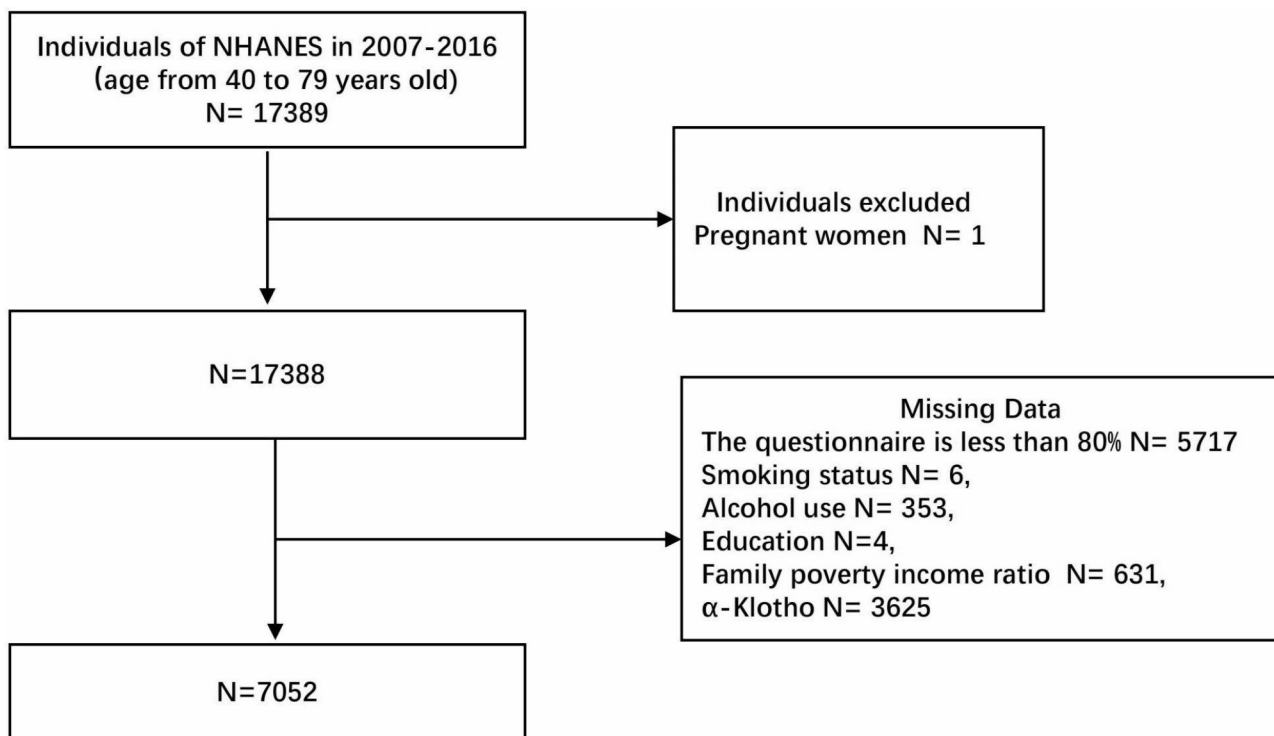 Individuals of NHANES in 2007-2016
(age from 40 to 79 years old)
N= 17389
Individuals excluded
Pregnant women N= 1
N=17388
Missing Data
The questionnaire is less than 80% N= 5717
Smoking status N= 6,
Alcohol use N= 353,
Education N=4,
Family poverty income ratio N= 631,
α-Klotho N= 3625
N=7052